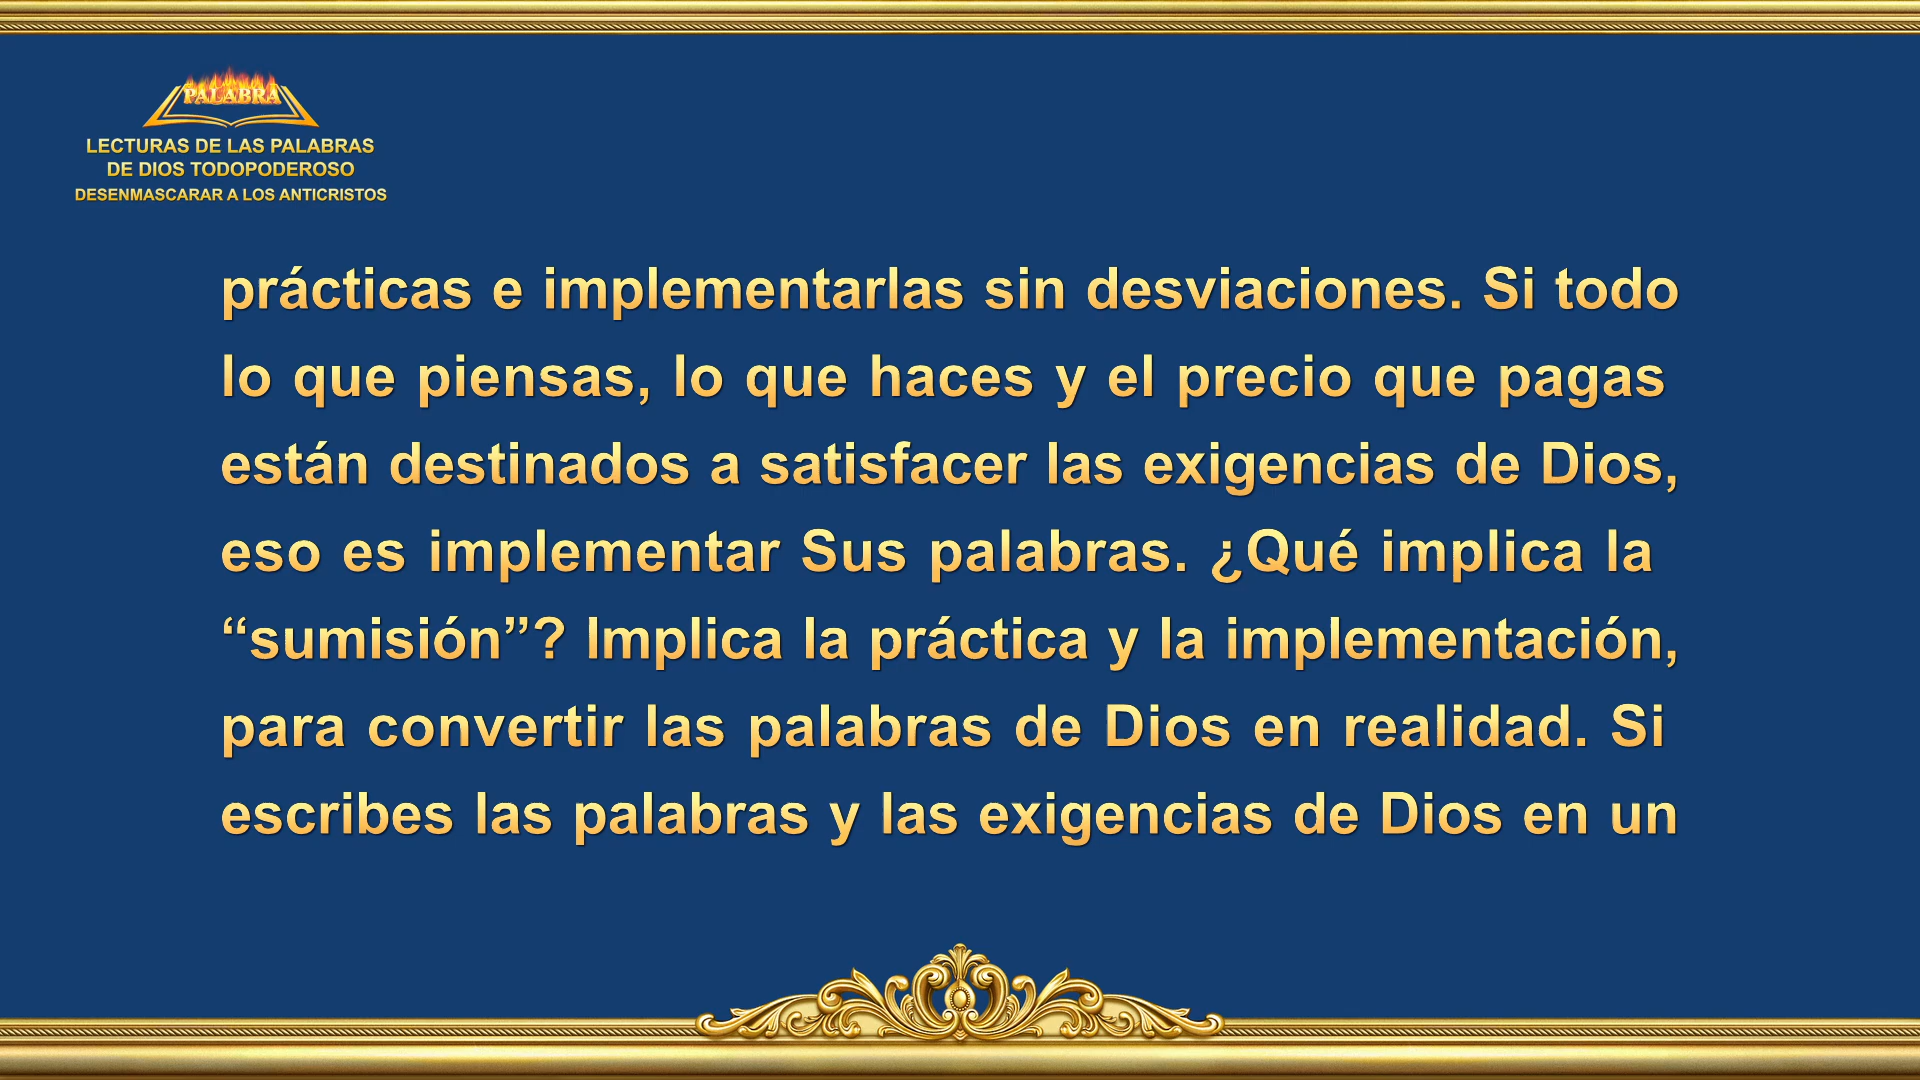 PALABRA
LECTURAS DE LAS PALABRAS
DE DIOS TODOPODEROSO
DESENMASCARAR A LOS ANTICRISTOS
prácticas e implementarlas sin desviaciones. Si todo
lo que piensas, lo que haces y el precio que pagas
están destinados a satisfacer las exigencias de Dios,
eso es implementar Sus palabras. ¿Qué implica la
“sumisión”? Implica la práctica y la implementación,
para convertir las palabras de Dios en realidad. Si
escribes las palabras y las exigencias de Dios en un